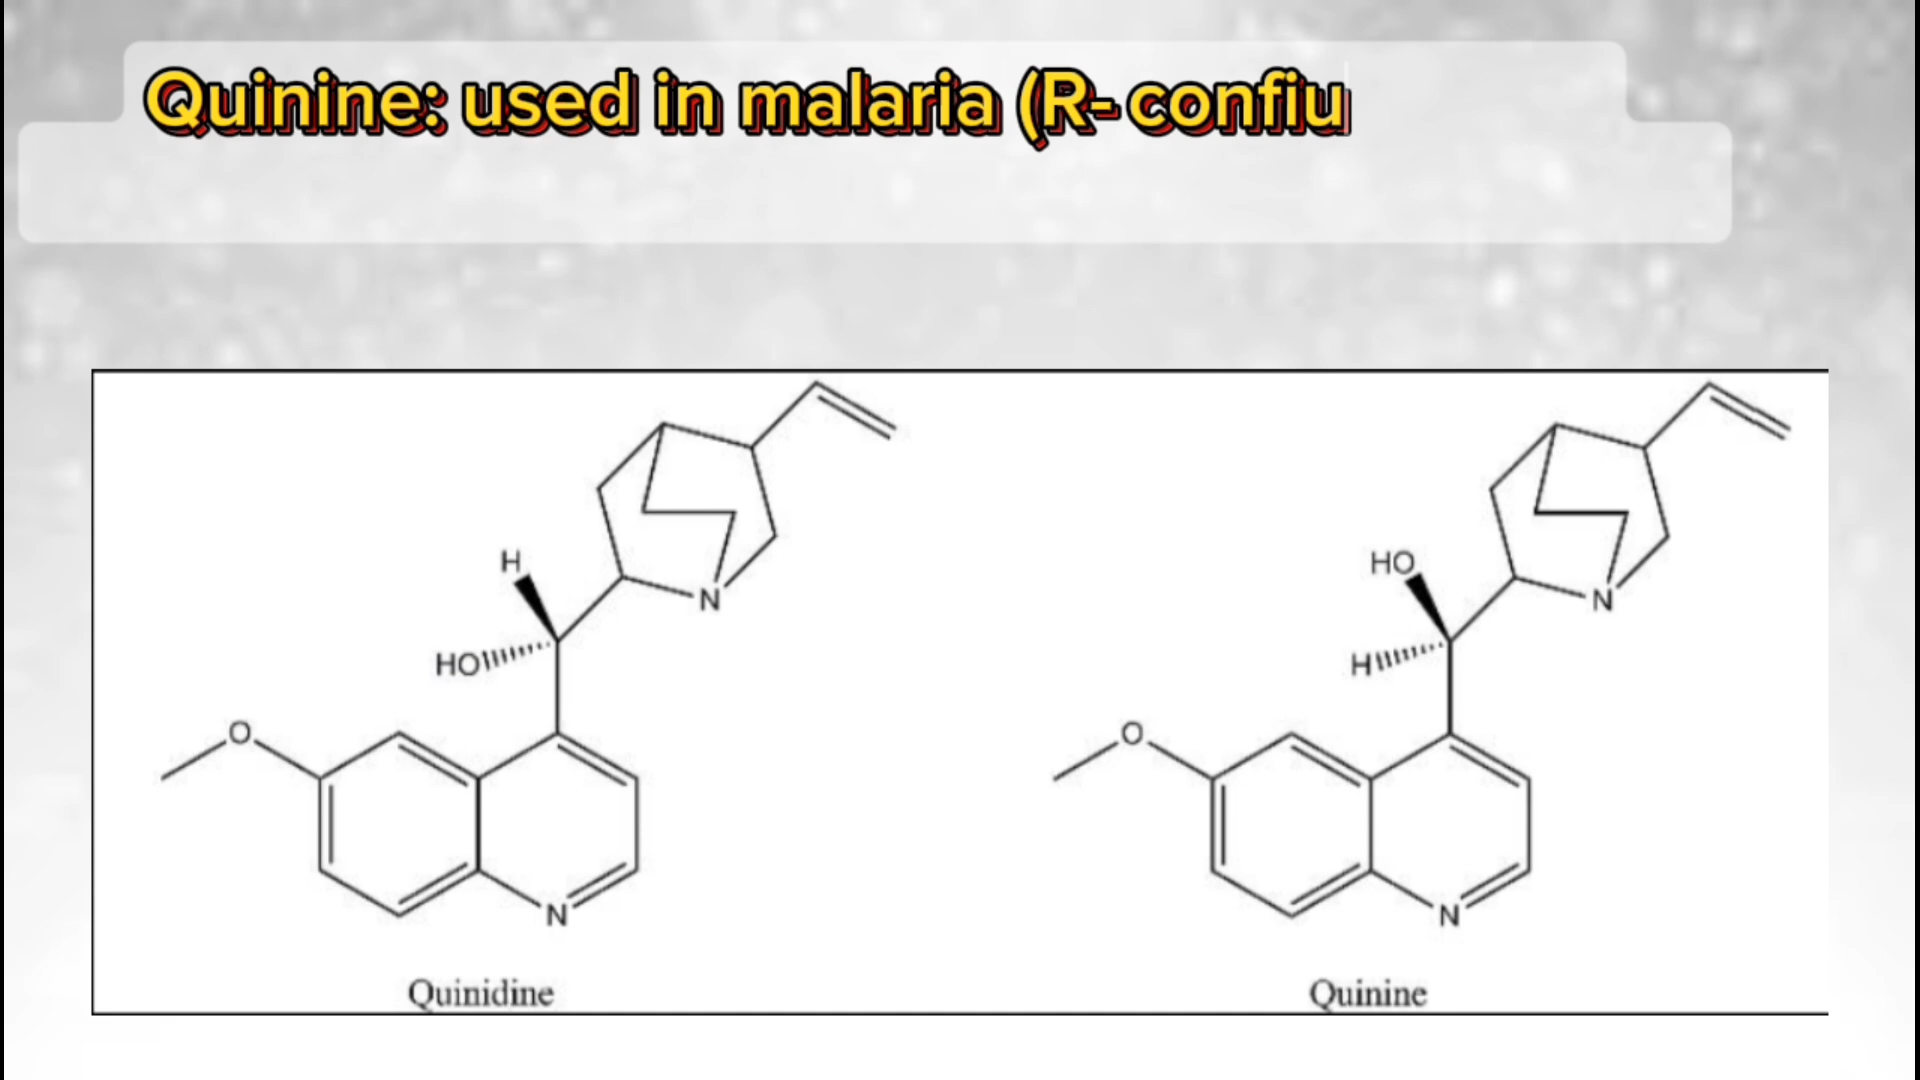 Quinine: used in malaria (R- confiu
H
HO
N
O
N
Quinidine
HO
H
N
O
N
Quinine